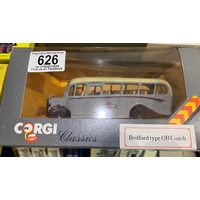 626
CORGI
Classics
Bedford type OB Coach